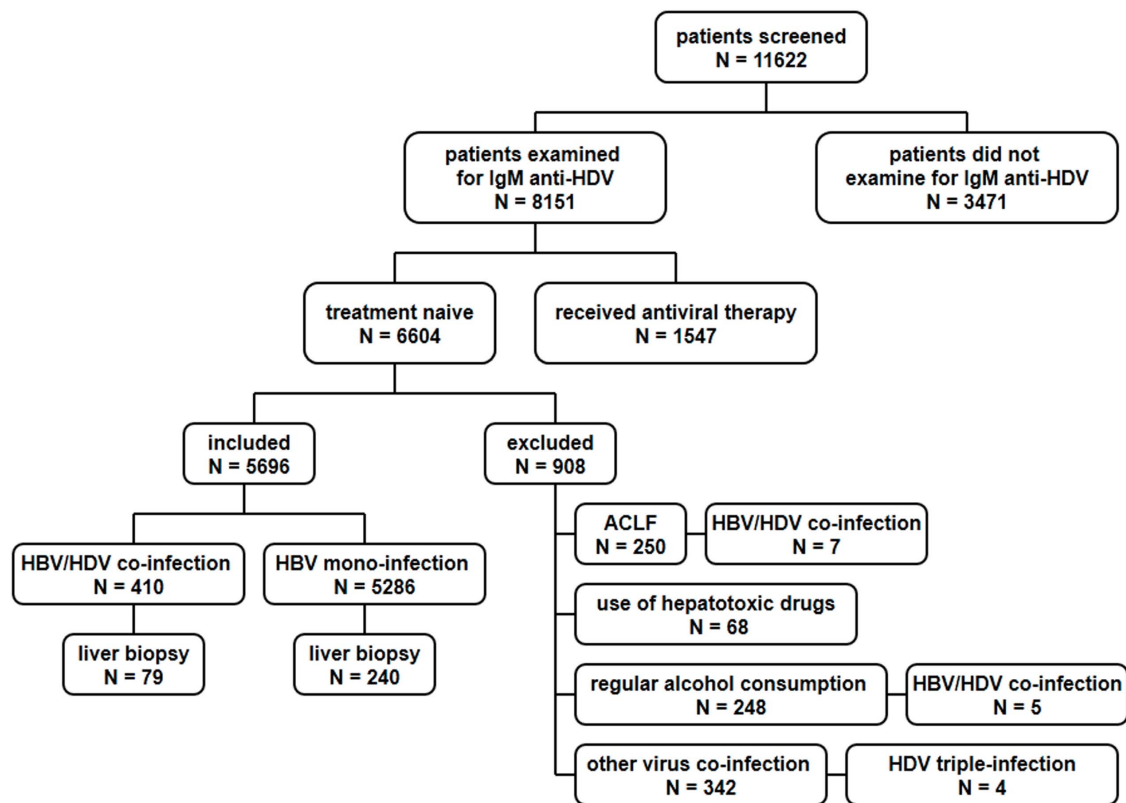 patients screened
N = 11622
patients examined
for IgM anti-HDV
N = 8151
patients did not
examine for IgM anti-HDV
N = 3471
treatment naive
N = 6604
received antiviral therapy
N = 1547
included
N = 5696
excluded
N = 908
HBV/HDV co-infection
N = 410
HBV mono-infection
N = 5286
liver biopsy
N = 79
liver biopsy
N = 240
ACLF
N = 250
HBV/HDV co-infection
N = 7
use of hepatotoxic drugs
N = 68
regular alcohol consumption
N = 248
HBV/HDV co-infection
N = 5
other virus co-infection
N = 342
HDV triple-infection
N = 4